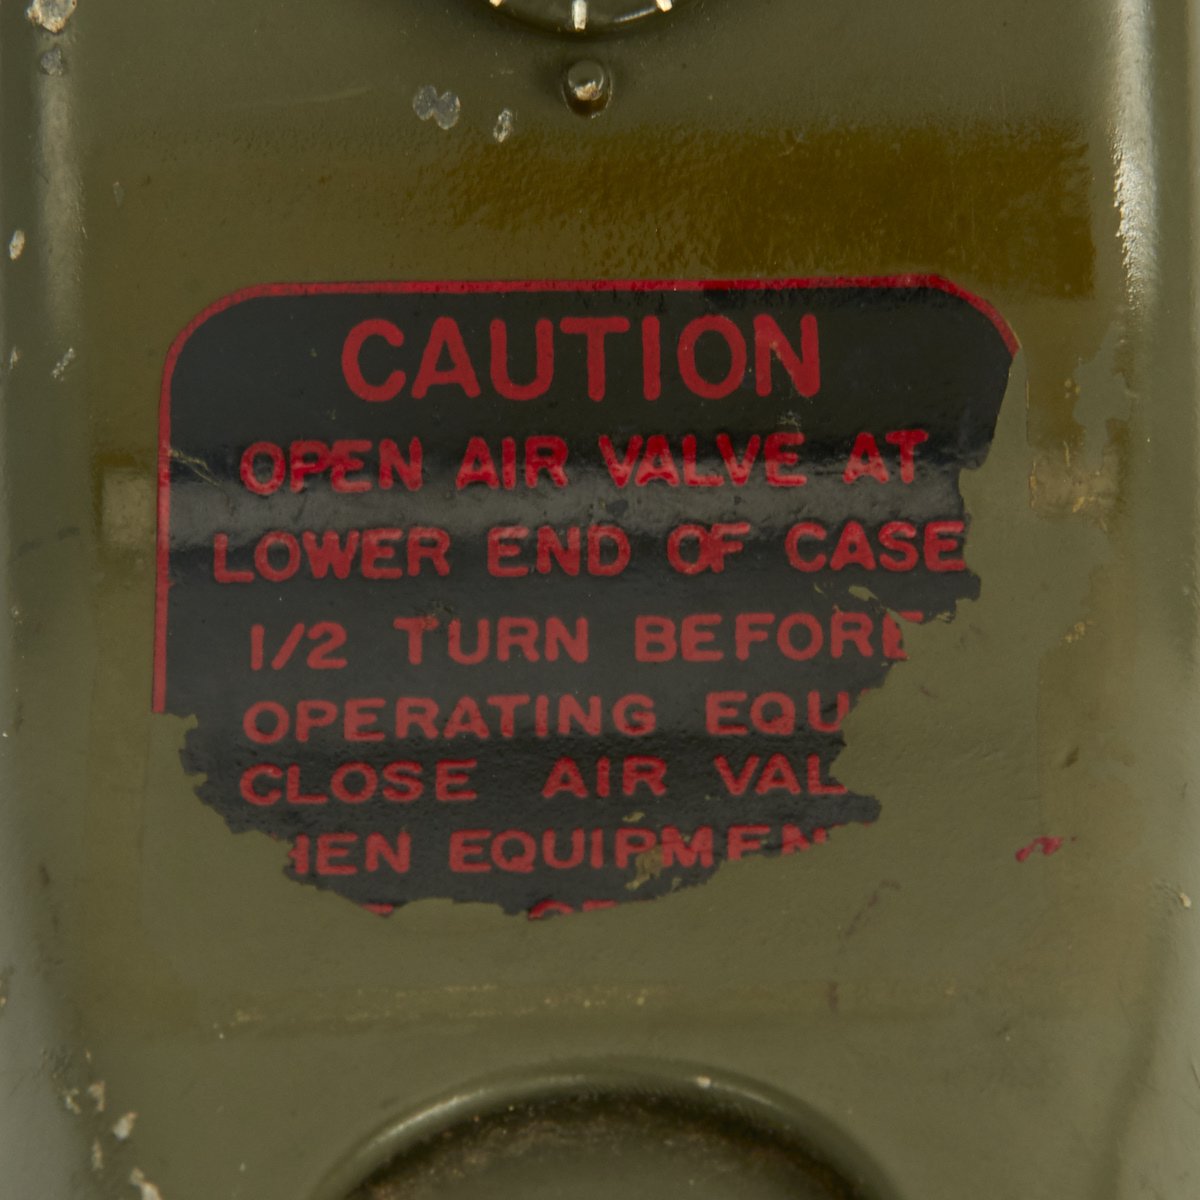 CAUTION
OPEN AIR VALVE AT
LOWER END OF CASE
1/2 TURN BEFORE
OPERATING EQU
CLOSE AIR VAL
HEN EQUIPMEN